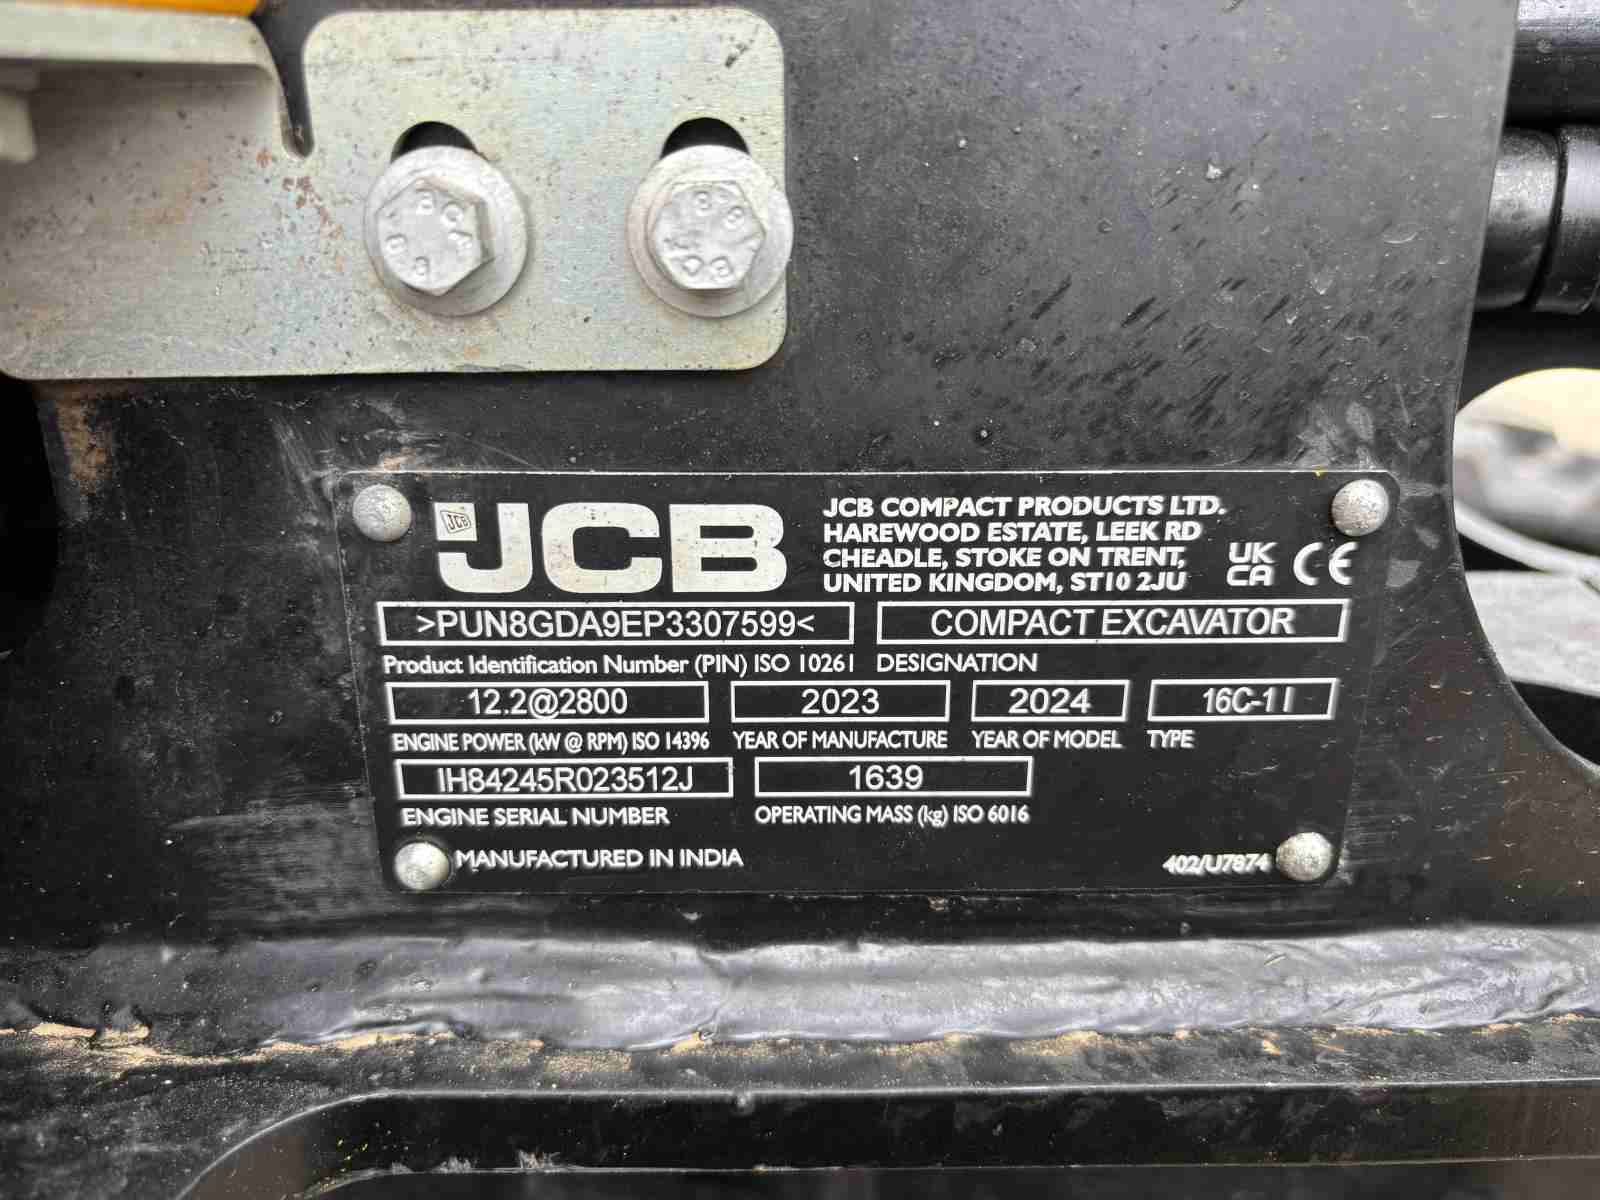 JCB
JCB
JCB COMPACT PRODUCTS LTD.
HAREWOOD ESTATE, LEEK RD
CHEADLE, STOKE ON TRENT,
UNITED KINGDOM, ST10 2JU
UK
CA
CE
>PUN8GDA9EP3307599<
COMPACT EXCAVATOR
Product Identification Number (PIN) ISO 10261
DESIGNATION
12.2@2800
2023
2024
16C-1 I
ENGINE POWER (kW @ RPM) ISO 14396
YEAR OF MANUFACTURE
YEAR OF MODEL
TYPE
IH84245R023512J
1639
ENGINE SERIAL NUMBER
OPERATING MASS (kg) ISO 6016
MANUFACTURED IN INDIA
402/U7874